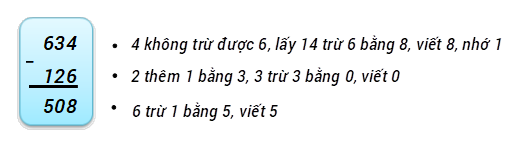 634
–
126
508
• 4 không trừ được 6, lấy 14 trừ 6 bằng 8, viết 8, nhớ 1
• 2 thêm 1 bằng 3, 3 trừ 3 bằng 0, viết 0
• 6 trừ 1 bằng 5, viết 5